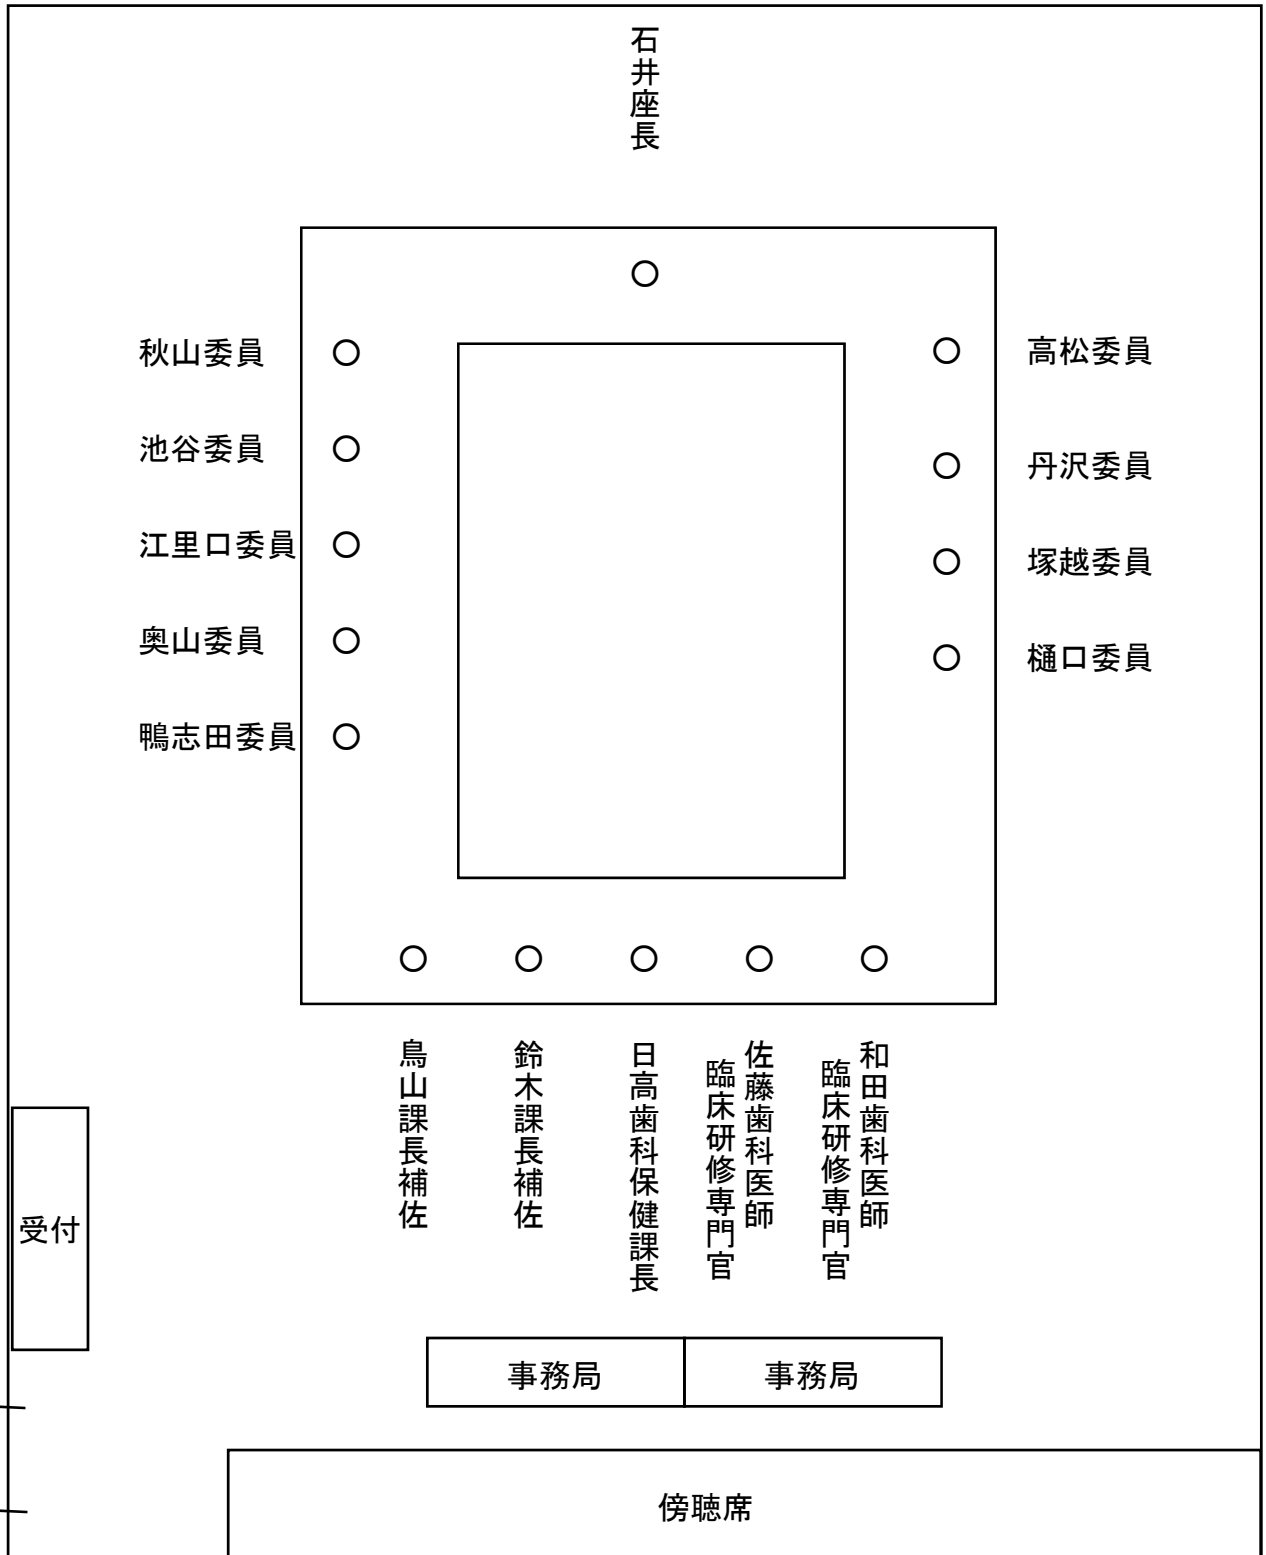 石井座長
秋山委員
池谷委員
江里口委員
奥山委員
鴨志田委員
高松委員
丹沢委員
塚越委員
樋口委員
鳥山課長補佐
鈴木課長補佐
日高歯科保健課長
佐藤歯科医師
臨床研修専門官
和田歯科医師
臨床研修専門官
受付
事務局
事務局
傍聴席